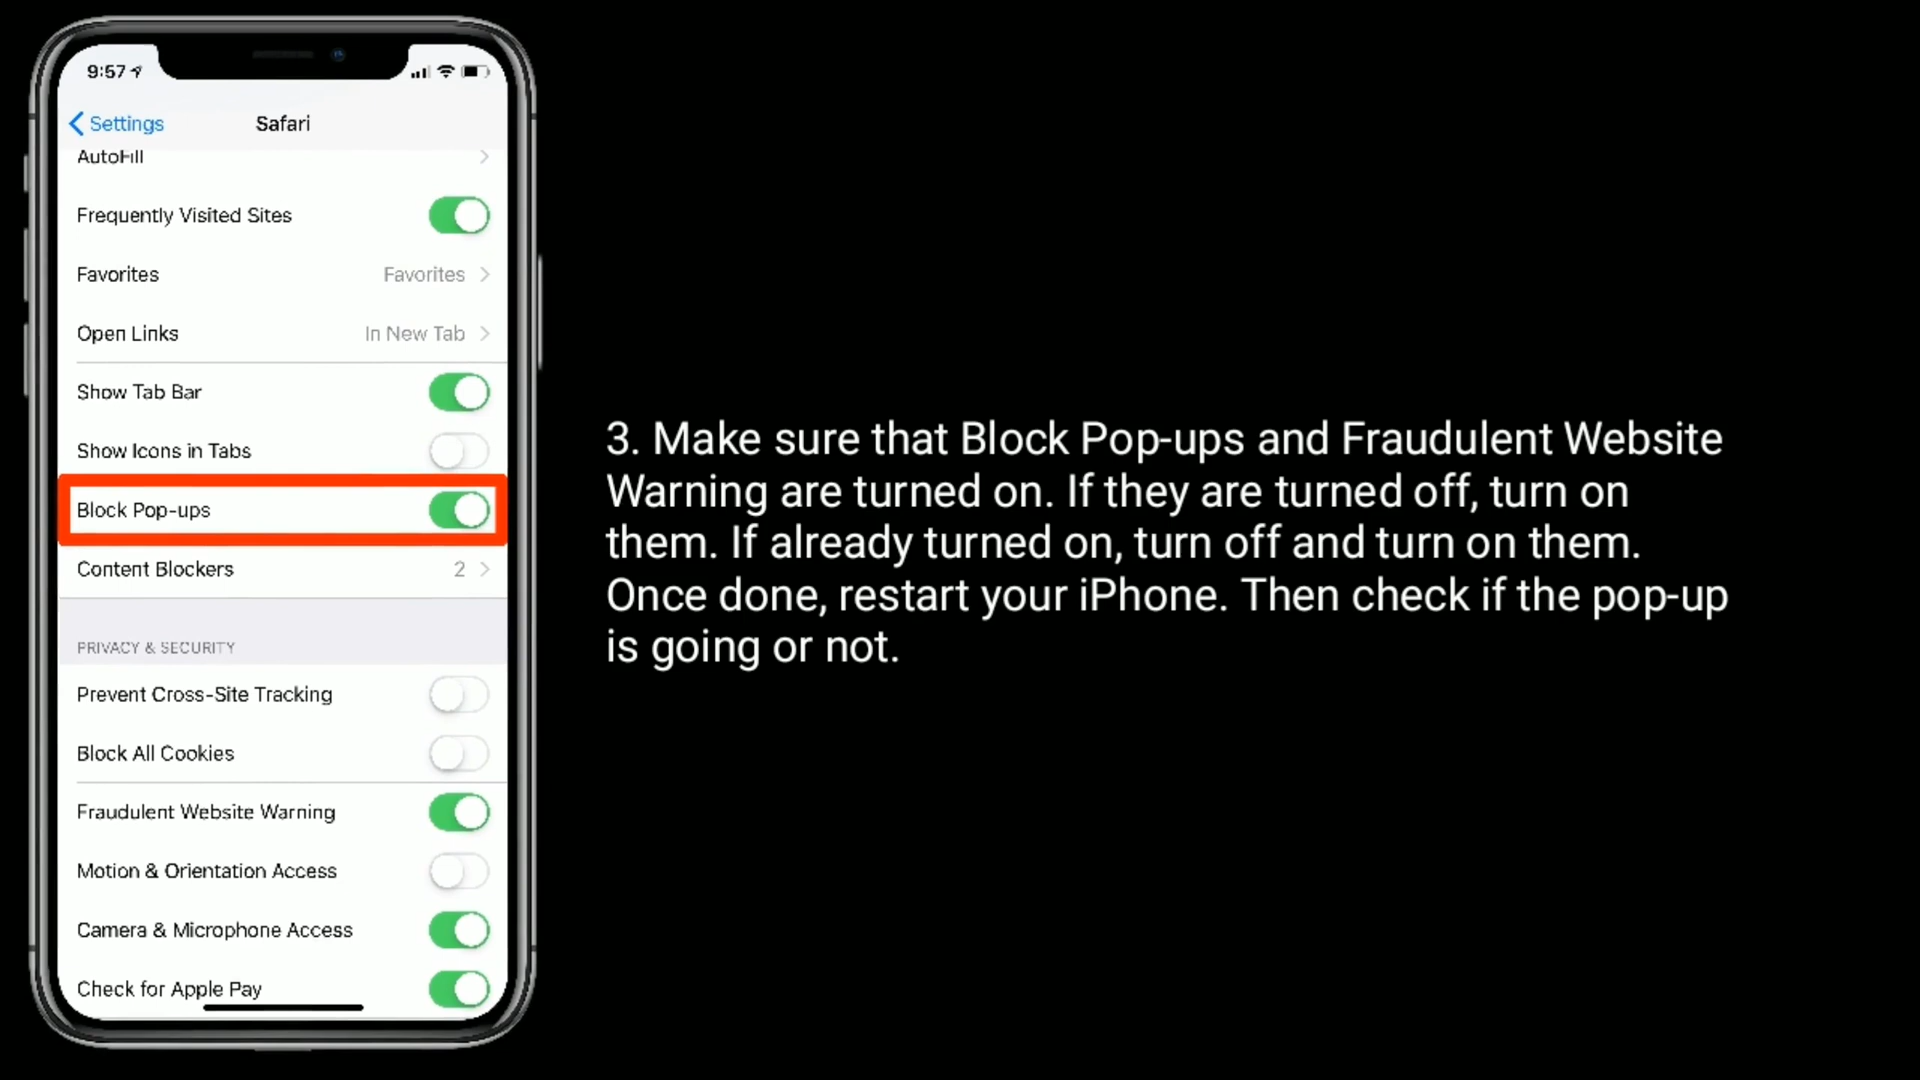 9:57
Settings
Safari
AutoFill
Frequently Visited Sites
Favorites Favorites
Open Links In New Tab
Show Tab Bar
Show Icons in Tabs
Block Pop-ups
Content Blockers 2
PRIVACY & SECURITY
Prevent Cross-Site Tracking
Block All Cookies
Fraudulent Website Warning
Motion & Orientation Access
Camera & Microphone Access
Check for Apple Pay
3. Make sure that Block Pop-ups and Fraudulent Website
Warning are turned on. If they are turned off, turn on
them. If already turned on, turn off and turn on them.
Once done, restart your iPhone. Then check if the pop-up
is going or not.